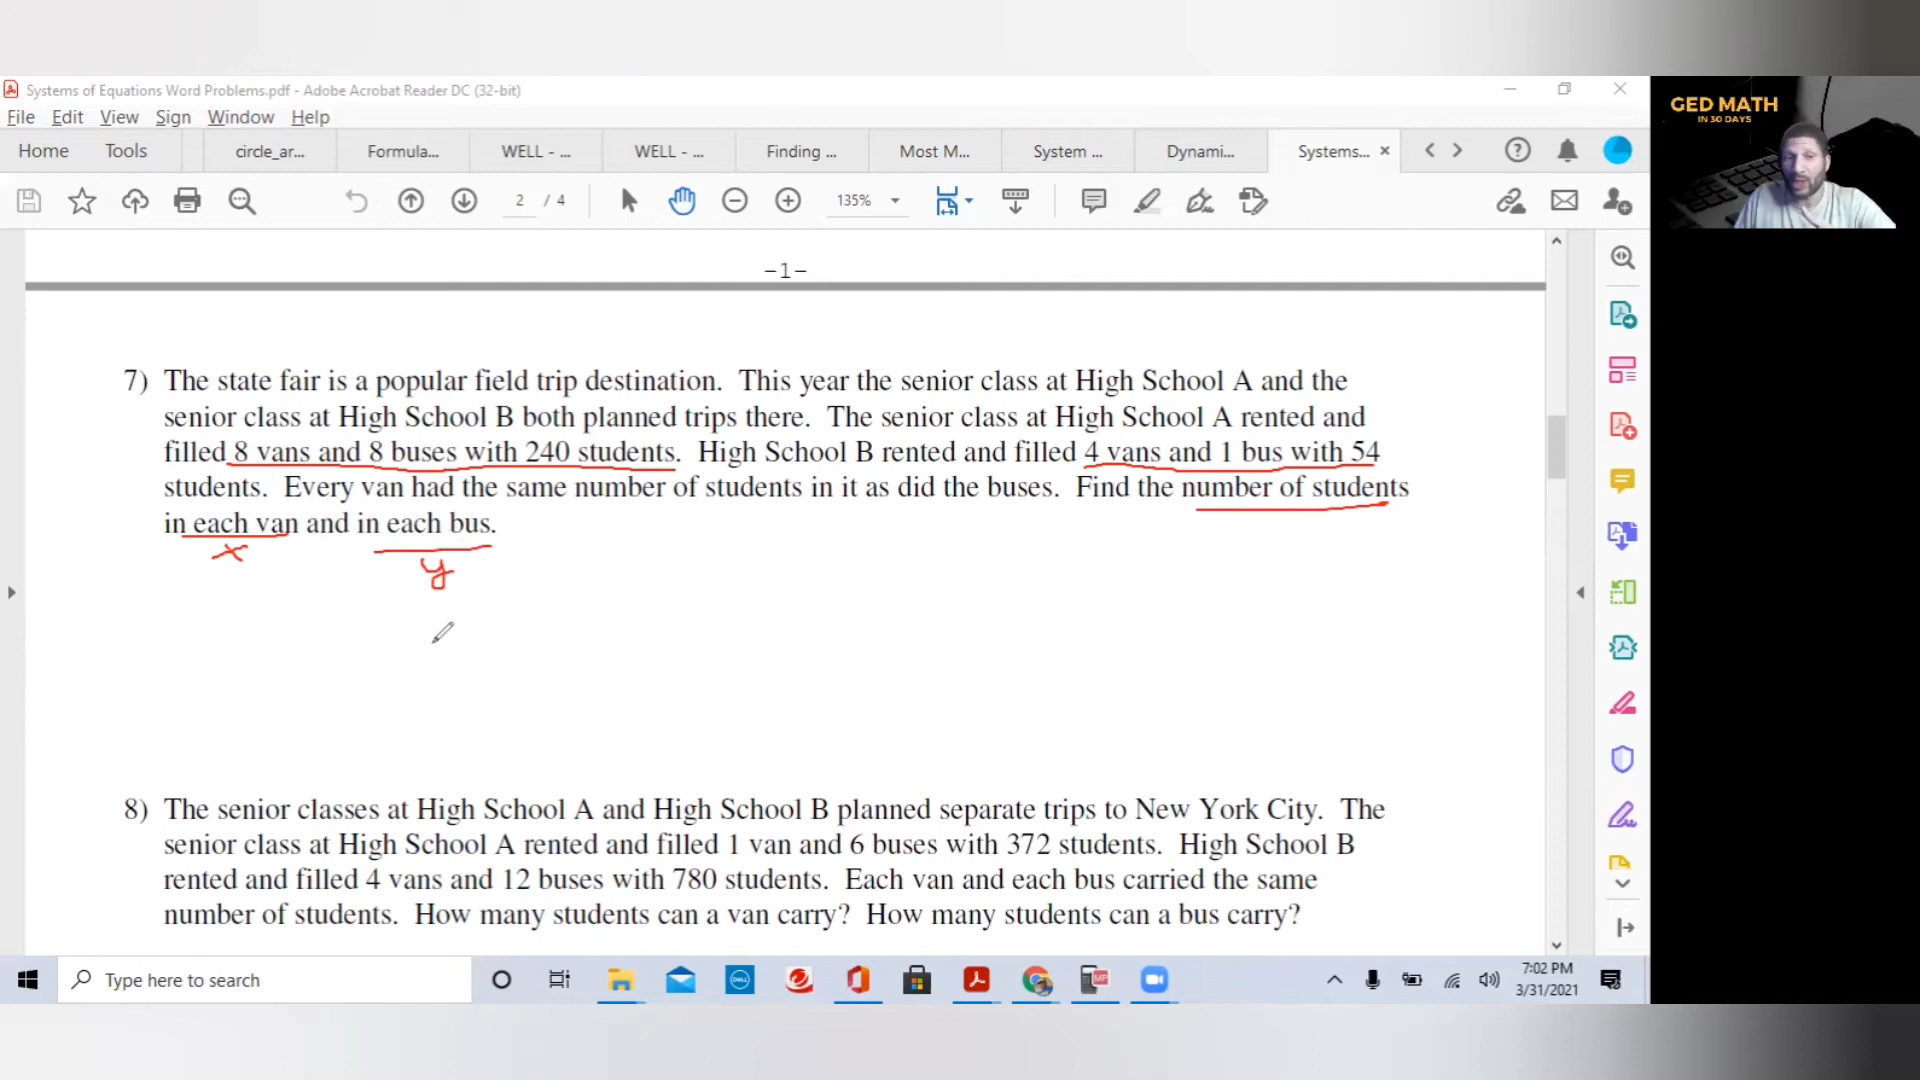 Systems of Equations Word Problems.pdf - Adobe Acrobat Reader DC (32-bit)
File Edit View Sign Window Help
Home Tools circle_ar... Formula... WELL - ... WELL - ... Finding ... Most M... System ... Dynami... Systems... ×
2 / 4 135%
GED MATH
IN 30 DAYS
-1-
7) The state fair is a popular field trip destination. This year the senior class at High School A and the
senior class at High School B both planned trips there. The senior class at High School A rented and
filled 8 vans and 8 buses with 240 students. High School B rented and filled 4 vans and 1 bus with 54
students. Every van had the same number of students in it as did the buses. Find the number of students
in each van and in each bus.
x
y
8) The senior classes at High School A and High School B planned separate trips to New York City. The
senior class at High School A rented and filled 1 van and 6 buses with 372 students. High School B
rented and filled 4 vans and 12 buses with 780 students. Each van and each bus carried the same
number of students. How many students can a van carry? How many students can a bus carry?
Type here to search
DELL
MP
7:02 PM
3/31/2021